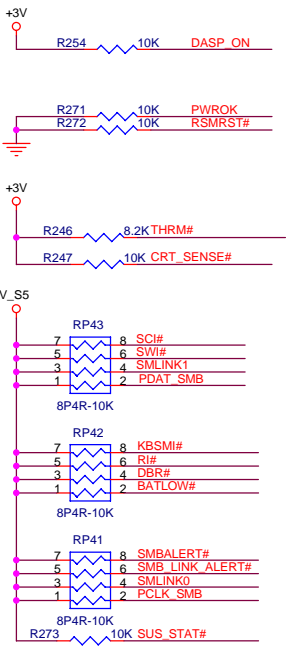 +3V
R254 10K DASP_ON
R271 10K PWROK
R272 10K RSMRST#
+3V
R246 8.2K THRM#
R247 10K CRT_SENSE#
V_S5
RP43
7 8 SCI#
5 6 SWI#
3 4 SMLINK1
1 2 PDAT_SMB
8P4R-10K
RP42
7 8 KBSMI#
5 6 RI#
3 4 DBR#
1 2 BATLOW#
8P4R-10K
RP41
7 8 SMBALERT#
5 6 SMB_LINK_ALERT#
3 4 SMLINK0
1 2 PCLK_SMB
8P4R-10K
R273 10K SUS_STAT#